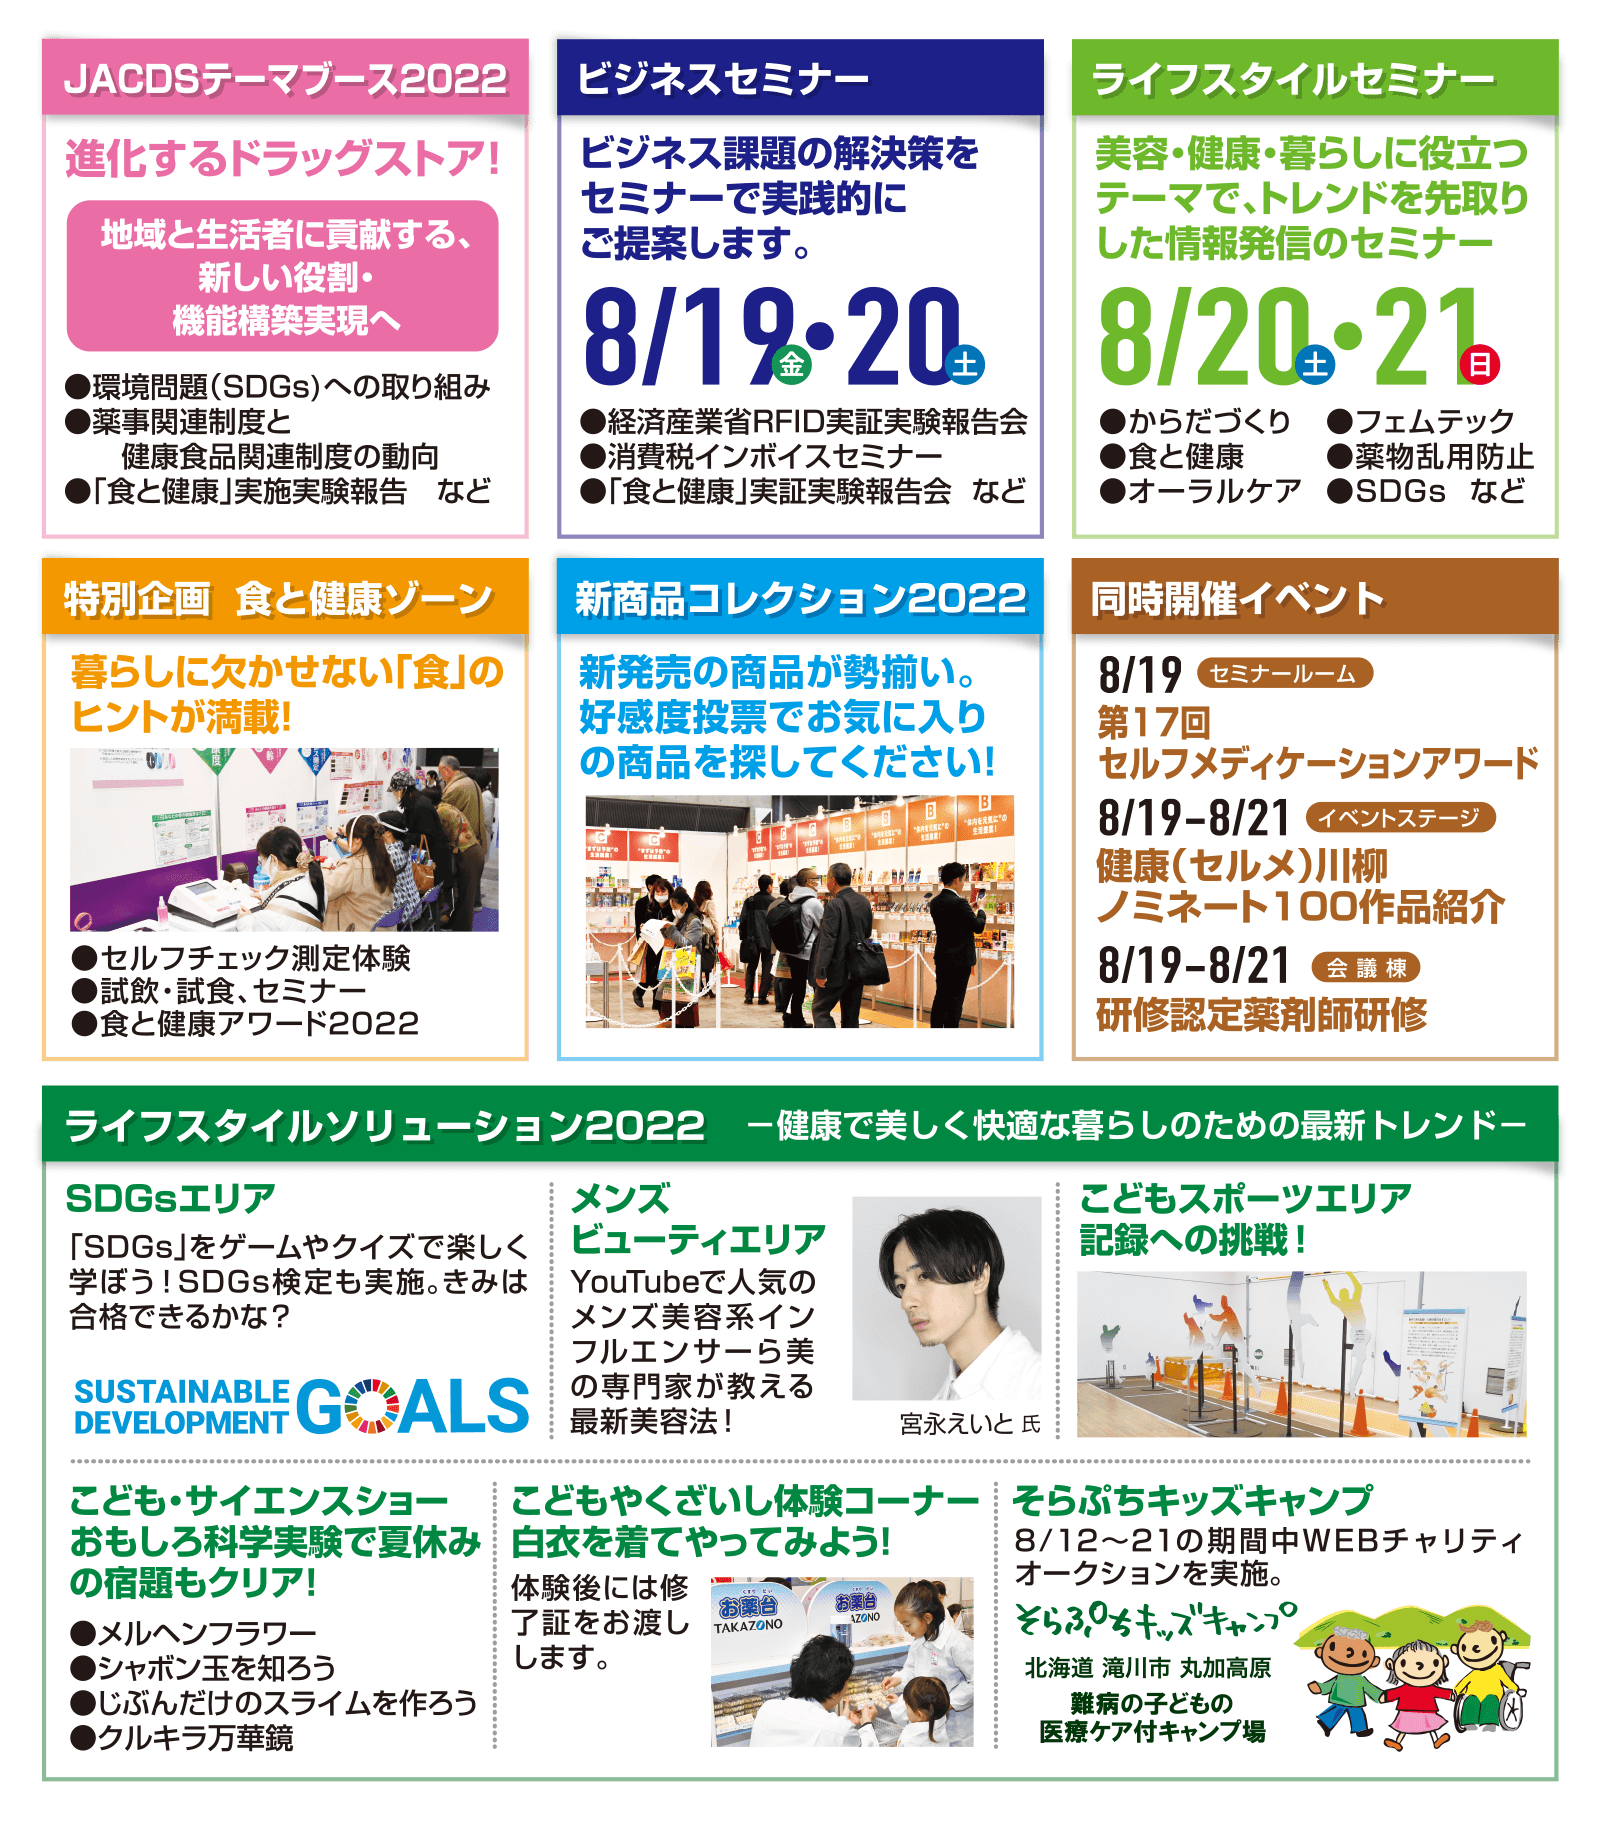 JACDSテーマブース2022
進化するドラッグストア!
地域と生活者に貢献する、
新しい役割・
機能構築実現へ
●環境問題(SDGs)への取り組み
●薬事関連制度と
健康食品関連制度の動向
●「食と健康」実施実験報告 など
ビジネスセミナー
ビジネス課題の解決策を
セミナーで実践的に
ご提案します。
8/19金・20土
●経済産業省RFID実証実験報告会
●消費税インボイスセミナー
●「食と健康」実証実験報告会 など
ライフスタイルセミナー
美容・健康・暮らしに役立つ
テーマで、トレンドを先取り
した情報発信のセミナー
8/20土・21日
●からだづくり ●フェムテック
●食と健康 ●薬物乱用防止
●オーラルケア ●SDGs など
特別企画 食と健康ゾーン
暮らしに欠かせない「食」の
ヒントが満載!
●セルフチェック測定体験
●試飲・試食、セミナー
●食と健康アワード2022
新商品コレクション2022
新発売の商品が勢揃い。
好感度投票でお気に入り
の商品を探してください!
C
B
B
B
"体内を元気に"の
生活提案!
同時開催イベント
8/19 セミナールーム
第17回
セルフメディケーションアワード
8/19-8/21 イベントステージ
健康(セルメ)川柳
ノミネート100作品紹介
8/19-8/21 会議棟
研修認定薬剤師研修
ライフスタイルソリューション2022 －健康で美しく快適な暮らしのための最新トレンド－
SDGsエリア
「SDGs」をゲームやクイズで楽しく
学ぼう!SDGs検定も実施。きみは
合格できるかな?
SUSTAINABLE
DEVELOPMENT
GOALS
メンズ
ビューティエリア
YouTubeで人気の
メンズ美容系イン
フルエンサーら美
の専門家が教える
最新美容法!
宮永えいと 氏
こどもスポーツエリア
記録への挑戦!
こども・サイエンスショー
おもしろ科学実験で夏休み
の宿題もクリア!
●メルヘンフラワー
●シャボン玉を知ろう
●じぶんだけのスライムを作ろう
●クルキラ万華鏡
こどもやくざいし体験コーナー
白衣を着てやってみよう!
体験後には修
了証をお渡し
します。
お薬台
TAKAZONO
お薬台
AKAZONO
そらぷちキッズキャンプ
8/12～21の期間中WEBチャリティ
オークションを実施。
そらぷちキッズキャンプ
北海道 滝川市 丸加高原
難病の子どもの
医療ケア付キャンプ場